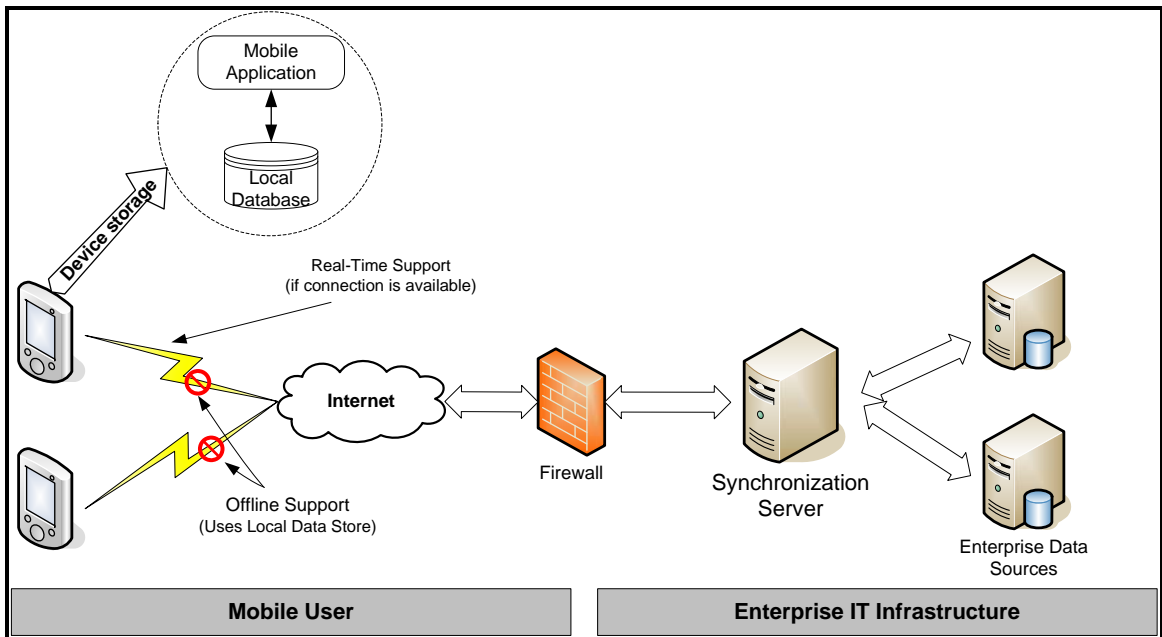 Mobile
Application
Local
Database
Device storage
Real-Time Support
(if connection is available)
Internet
Firewall
Synchronization
Server
Offline Support
(Uses Local Data Store)
Enterprise Data
Sources
Mobile User
Enterprise IT Infrastructure